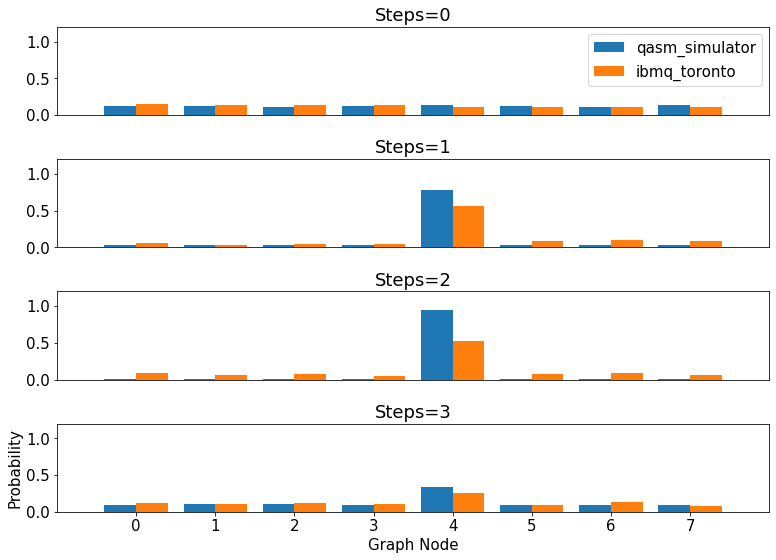 Steps=0
1.0
0.5
0.0
qasm_simulator
ibmq_toronto
Steps=1
1.0
0.5
0.0
Steps=2
1.0
0.5
0.0
Steps=3
1.0
0.5
0.0
Probability
0 1 2 3 4 5 6 7
Graph Node